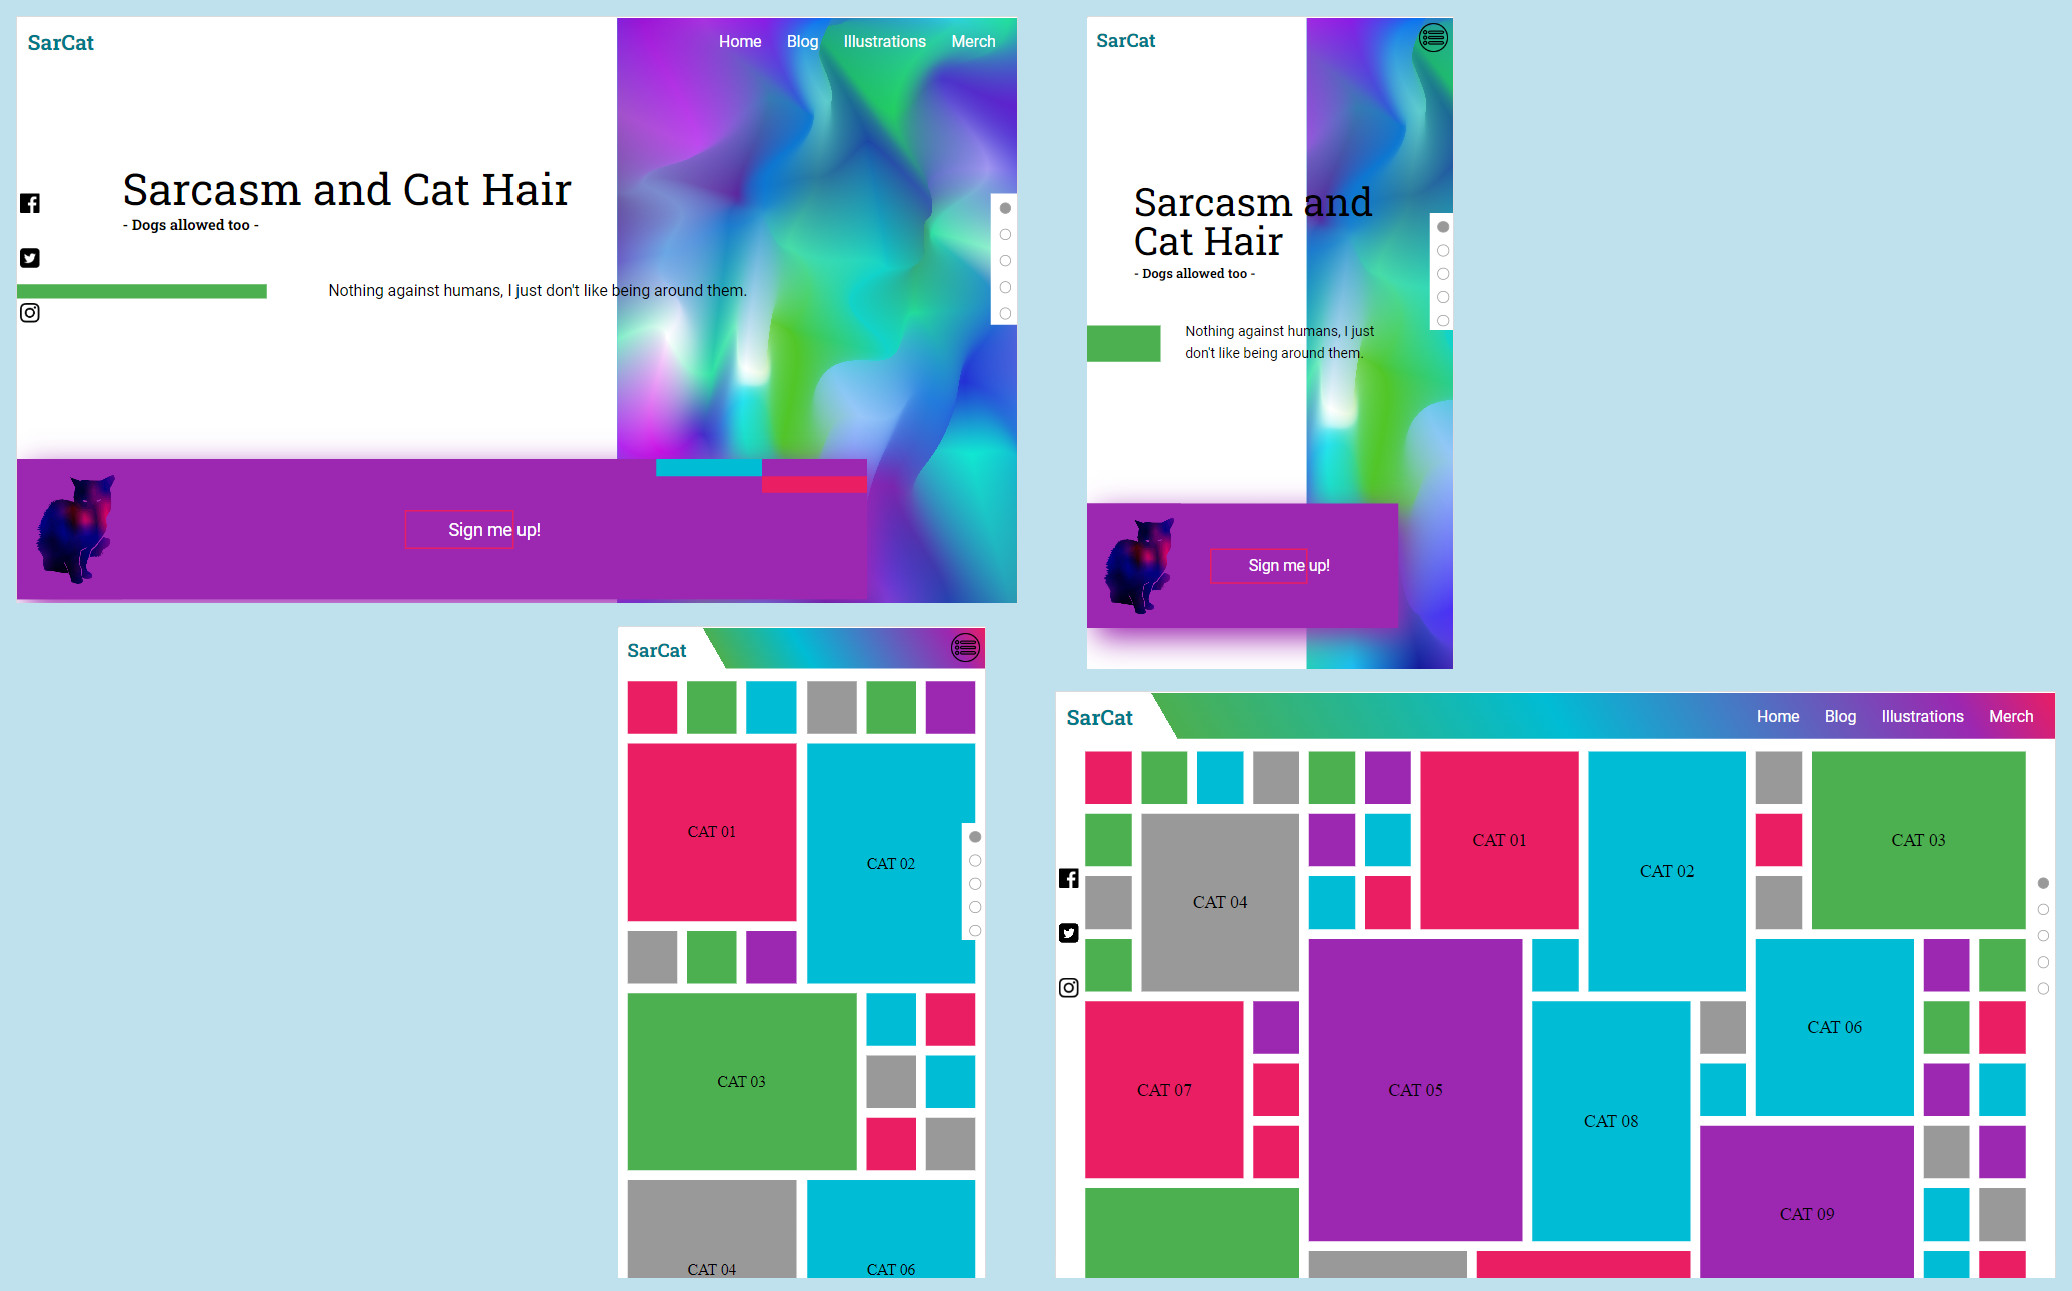 SarCat
Home Blog Illustrations Merch
Sarcasm and Cat Hair
- Dogs allowed too -
Nothing against humans, I just don't like being around them.
Sign me up!
SarCat
Sarcasm and
Cat Hair
- Dogs allowed too -
Nothing against humans, I just
don't like being around them.
Sign me up!
SarCat
CAT 01
CAT 02
CAT 03
CAT 04
CAT 06
SarCat
Home Blog Illustrations Merch
CAT 01
CAT 02
CAT 03
CAT 04
CAT 06
CAT 07
CAT 05
CAT 08
CAT 09